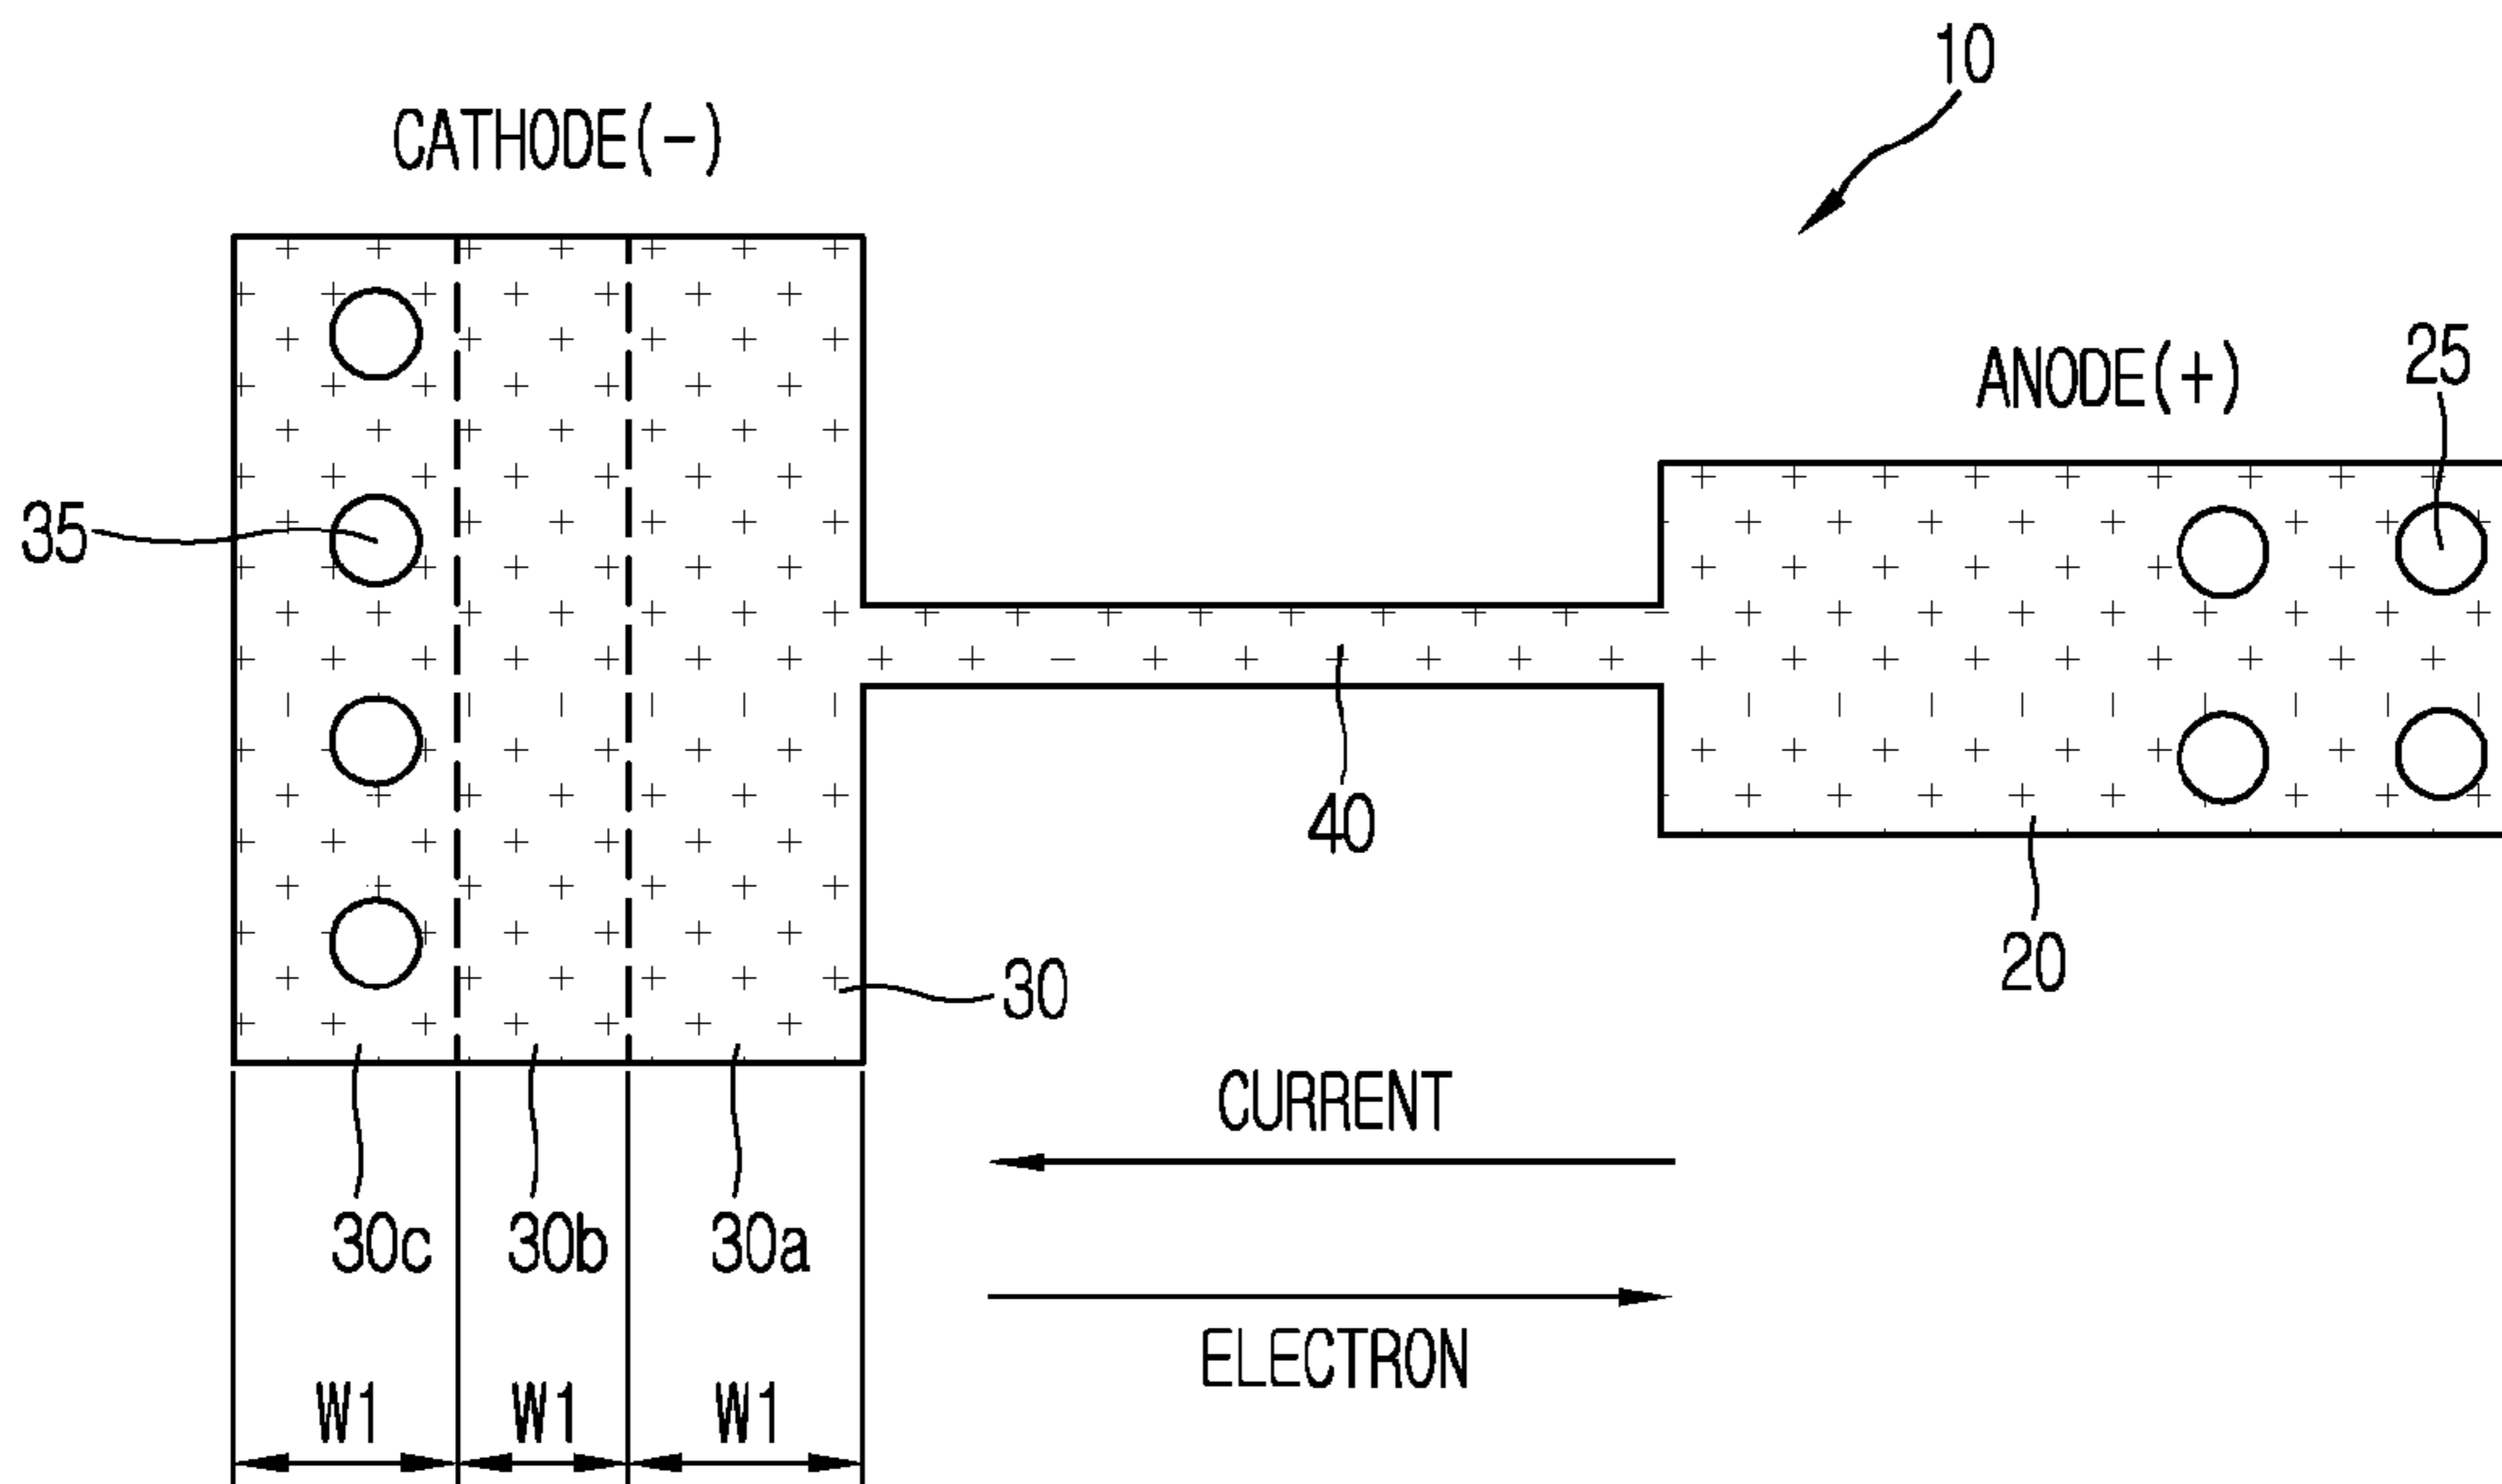 10
CATHODE(-)
ANODE(+)
25
35
40
20
30
CURRENT
30c 30b 30a
ELECTRON
W1 W1 W1